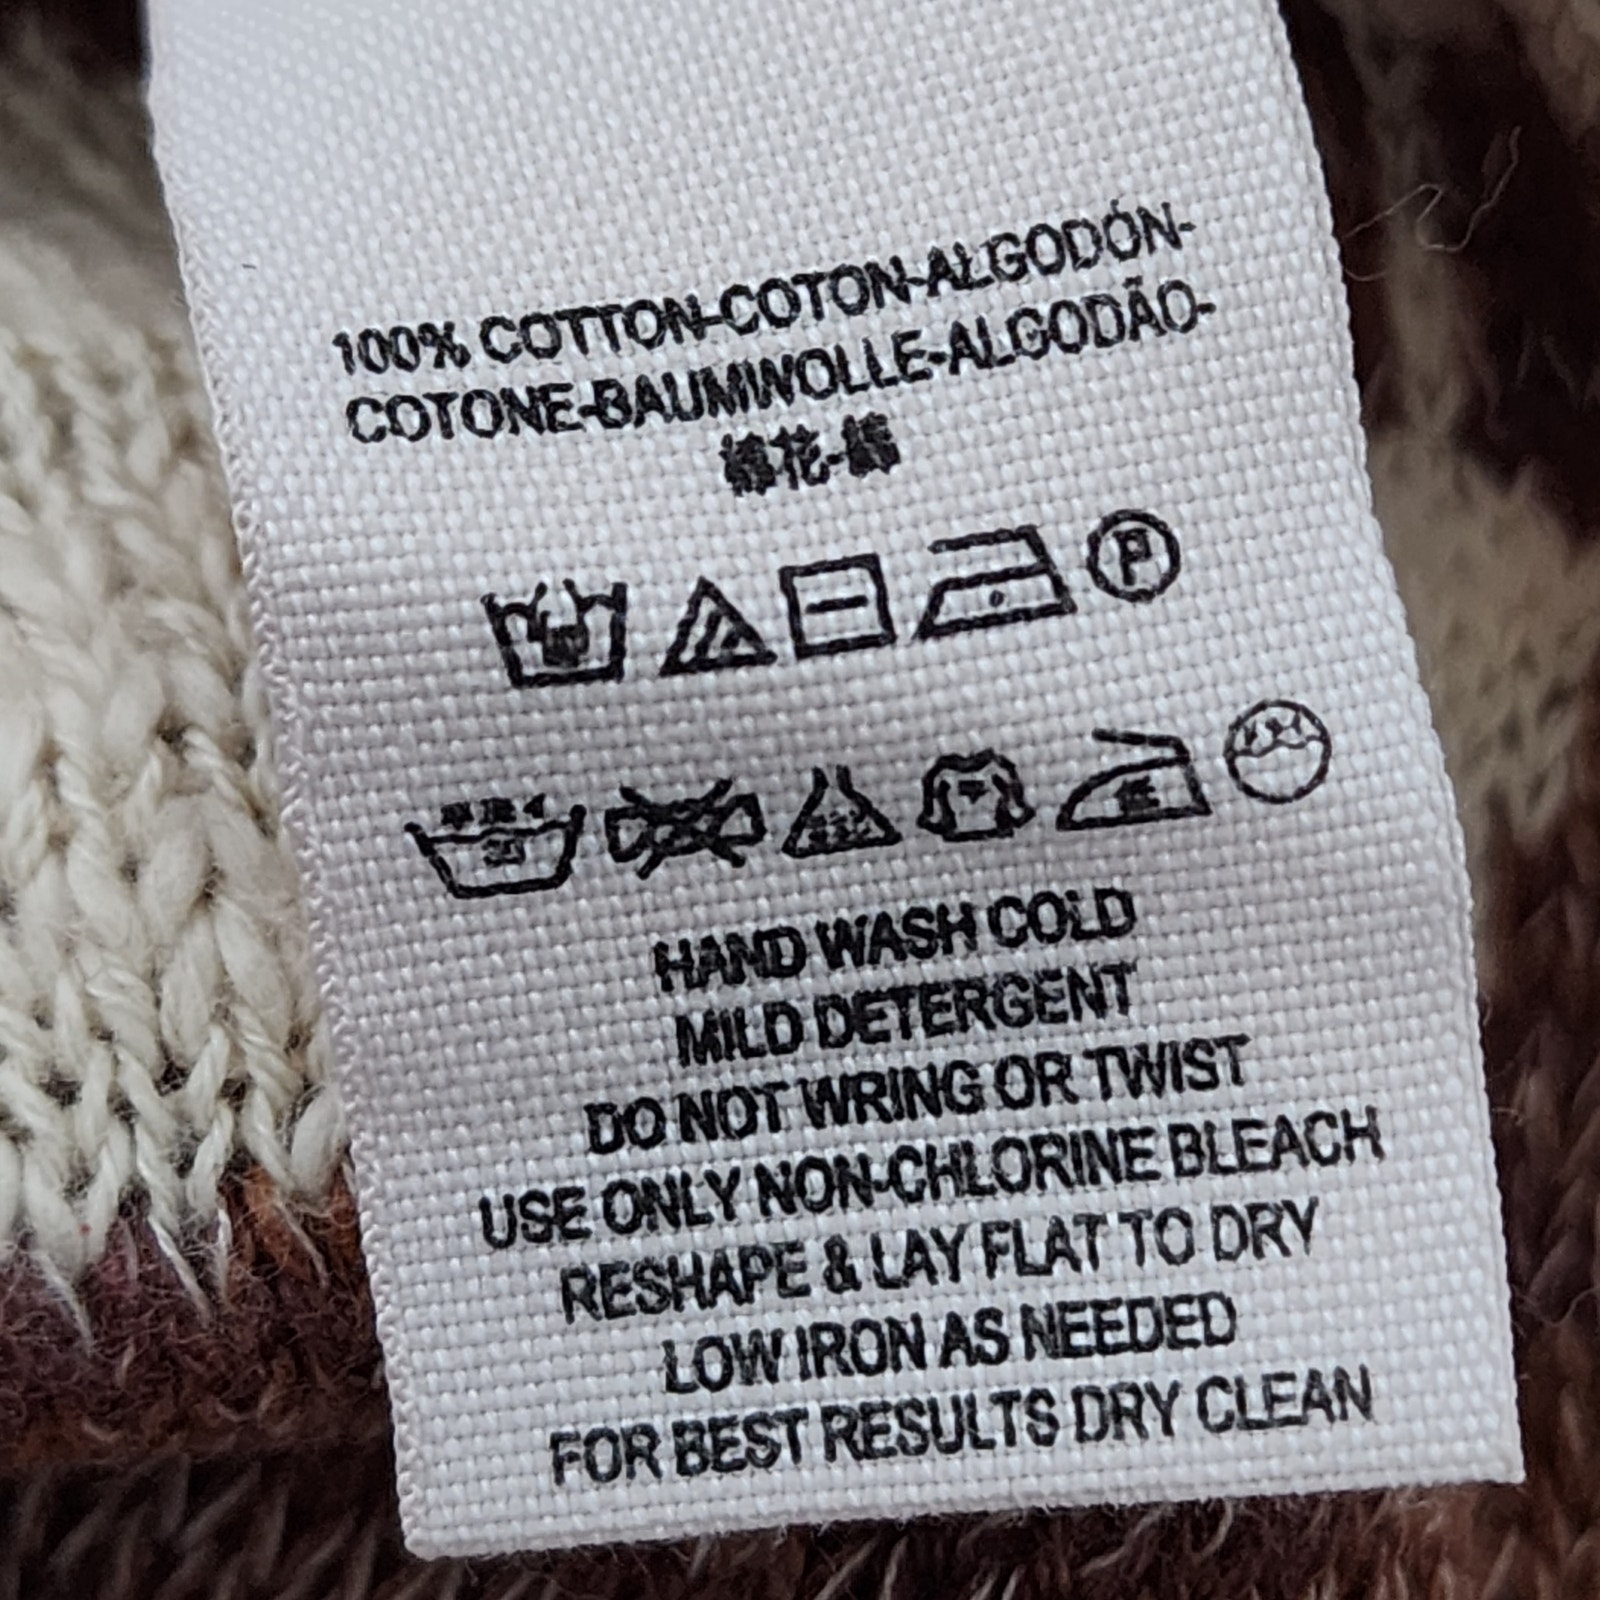 100% COTTON-COTON-ALGODÓN-
COTONE-BAUMWOLLE-ALGODÃO-
棉花-綿
P
HAND WASH COLD
MILD DETERGENT
DO NOT WRING OR TWIST
USE ONLY NON-CHLORINE BLEACH
RESHAPE & LAY FLAT TO DRY
LOW IRON AS NEEDED
FOR BEST RESULTS DRY CLEAN